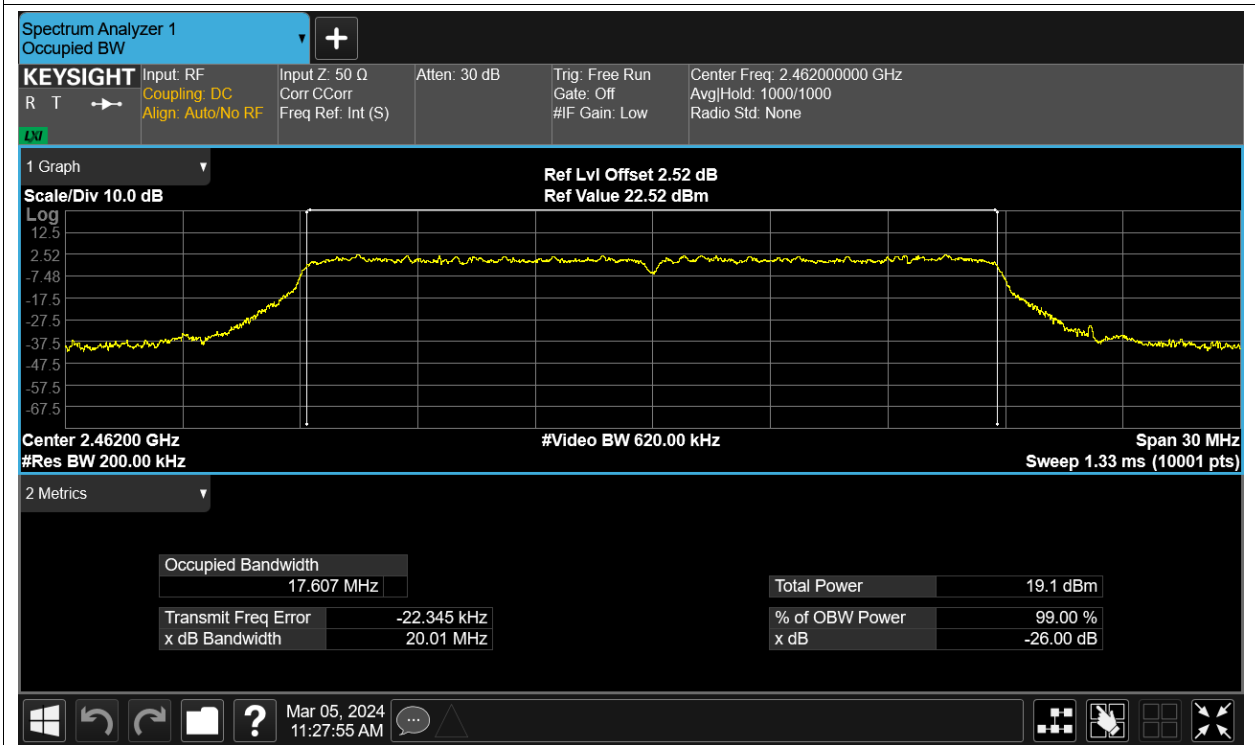 Spectrum Analyzer 1
Occupied BW
KEYSIGHT
R T
LXI
Input: RF
Coupling: DC
Align: Auto/No RF
Input Z: 50 Ω
Corr CCorr
Freq Ref: Int (S)
Atten: 30 dB
Trig: Free Run
Gate: Off
#IF Gain: Low
Center Freq: 2.462000000 GHz
Avg|Hold: 1000/1000
Radio Std: None
1 Graph
Scale/Div 10.0 dB
Ref Lvl Offset 2.52 dB
Ref Value 22.52 dBm
Log
12.5
2.52
-7.48
-17.5
-27.5
-37.5
-47.5
-57.5
-67.5
Center 2.46200 GHz
#Video BW 620.00 kHz
Span 30 MHz
#Res BW 200.00 kHz
Sweep 1.33 ms (10001 pts)
2 Metrics
Occupied Bandwidth
17.607 MHz
Total Power 19.1 dBm
Transmit Freq Error -22.345 kHz
% of OBW Power 99.00 %
x dB Bandwidth 20.01 MHz
x dB -26.00 dB
?
Mar 05, 2024
11:27:55 AM